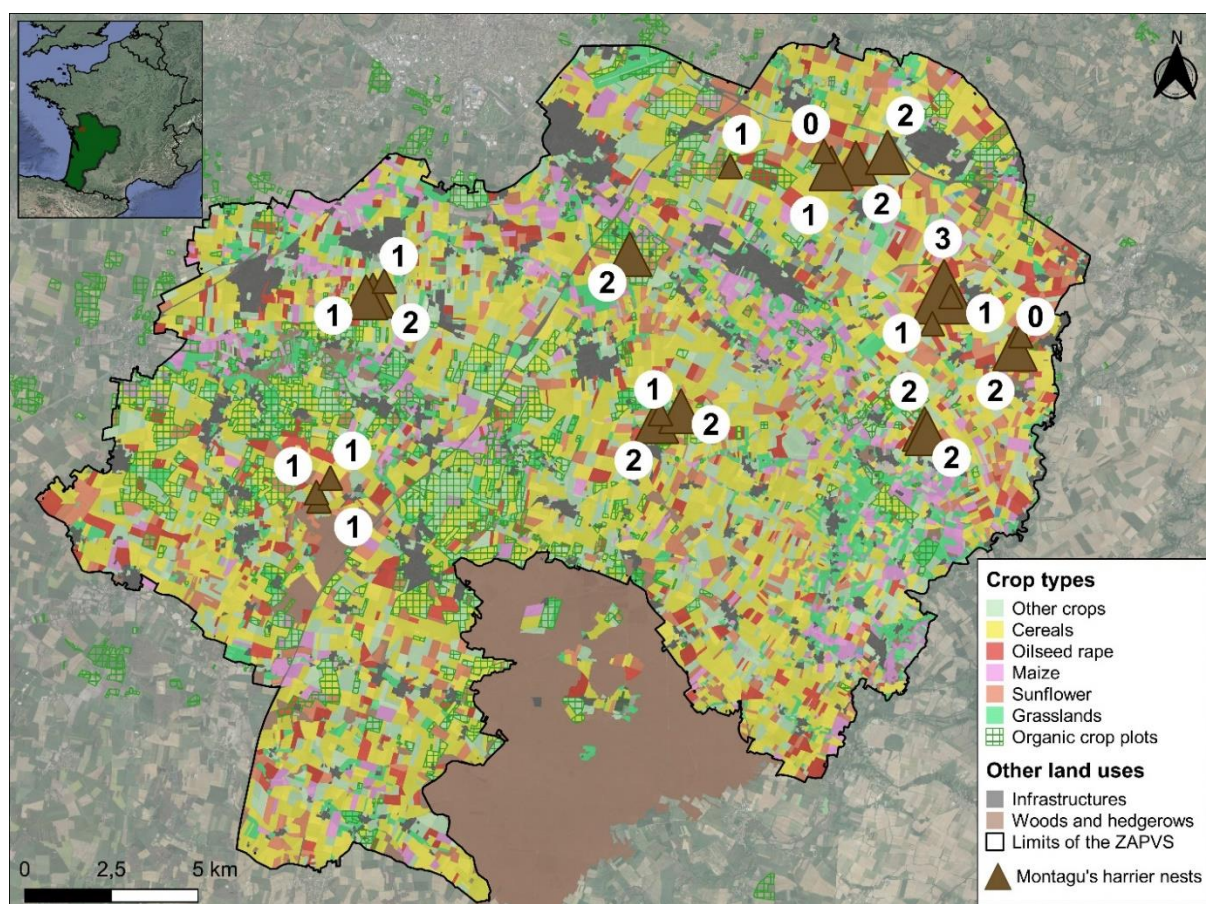 N
2
0
1
2
1
3
1
1
2
2
1
1
0
1
2
2
1
2
2
2
1
1
1
Crop types
Other crops
Cereals
Oilseed rape
Maize
Sunflower
Grasslands
Organic crop plots
Other land uses
Infrastructures
Woods and hedgerows
Limits of the ZAPVS
Montagu's harrier nests
0 2,5 5 km